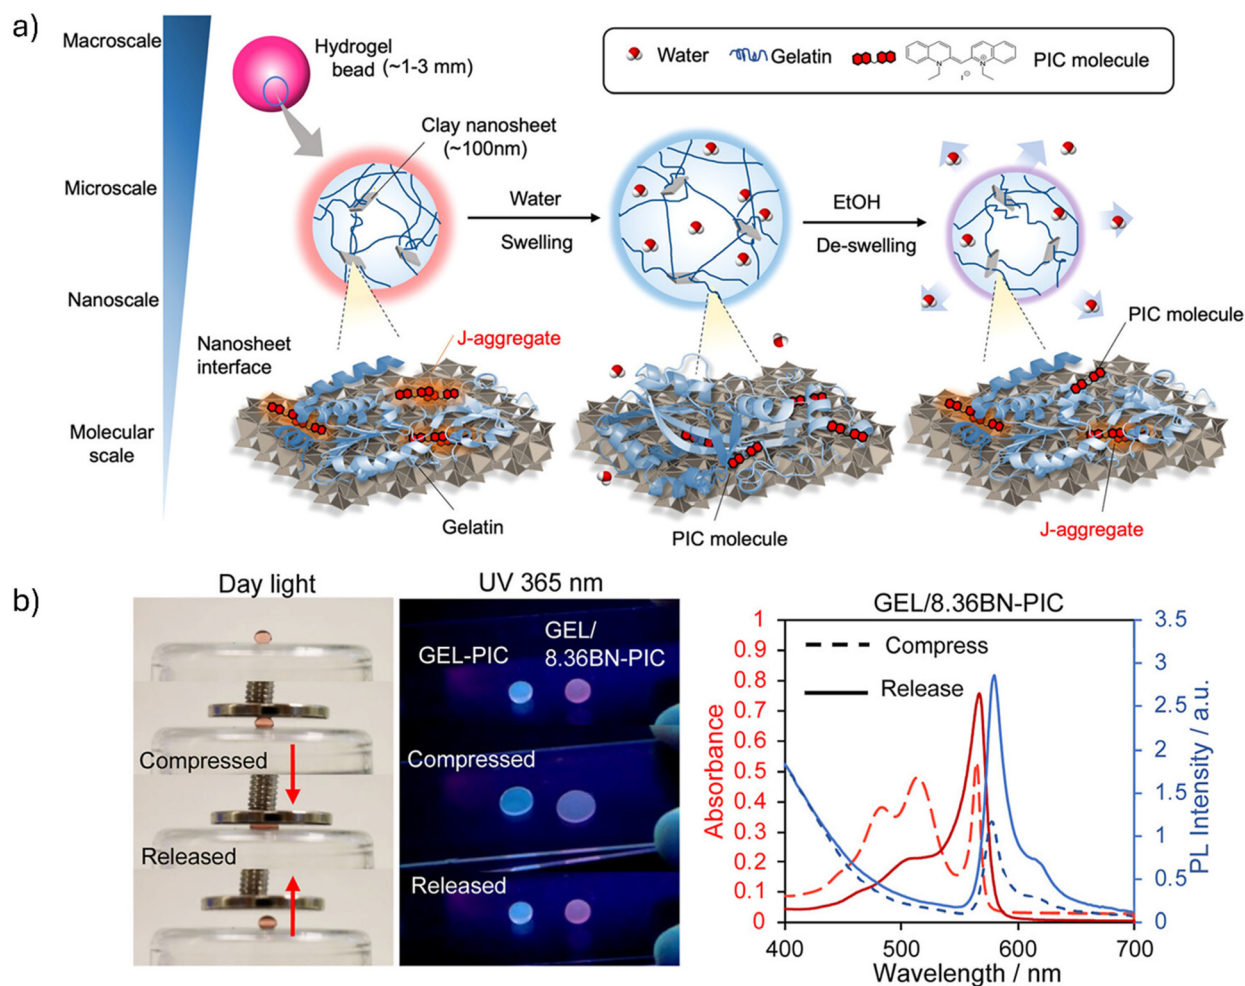 a)
Macroscale
Microscale
Nanoscale
Molecular
scale
Hydrogel
bead (~1-3 mm)
Water
Gelatin
N
N
⊕
I⊖
PIC molecule
Clay nanosheet
(~100nm)
Water
Swelling
EtOH
De-swelling
Nanosheet
interface
J-aggregate
Gelatin
PIC molecule
PIC molecule
J-aggregate
b)
Day light
Compressed
Released
UV 365 nm
GEL-PIC
GEL/
8.36BN-PIC
Compressed
Released
GEL/8.36BN-PIC
Compress
Release
Absorbance
1
0.9
0.8
0.7
0.6
0.5
0.4
0.3
0.2
0.1
0
PL Intensity / a.u.
3.5
3
2.5
2
1.5
1
0.5
0
400
500
600
700
Wavelength / nm